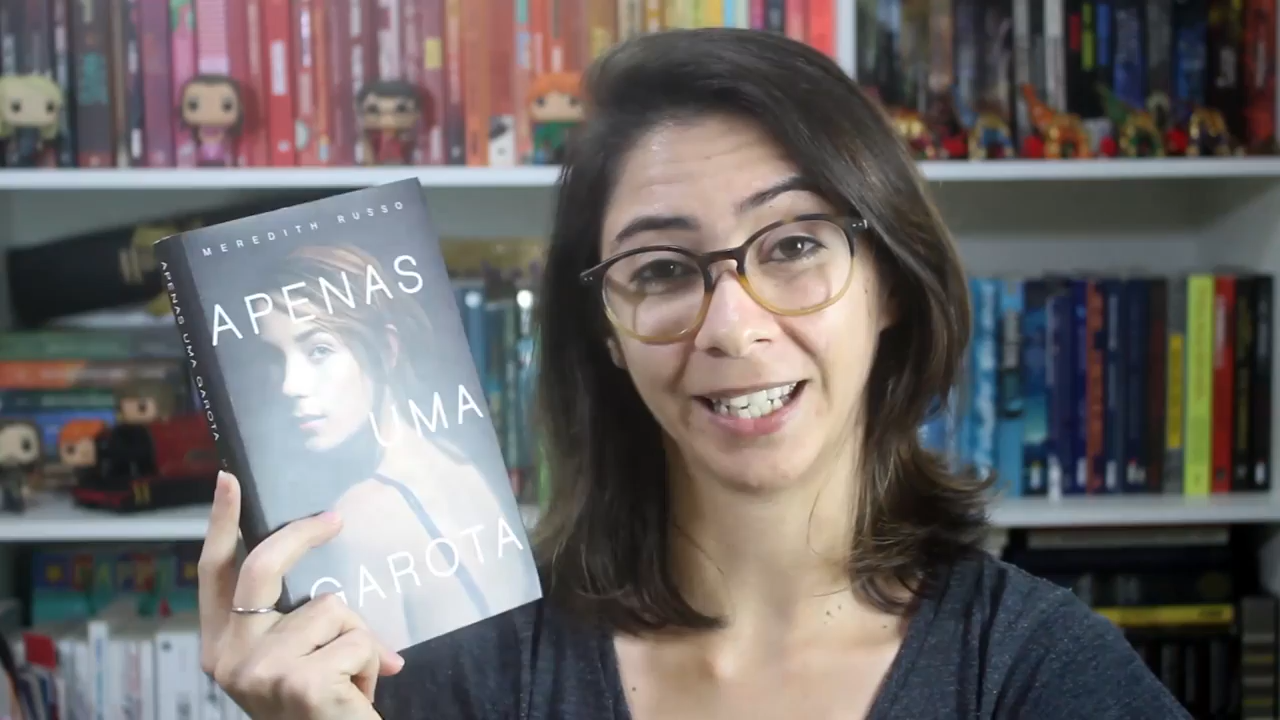 MEREDITH RUSSO
APENAS
UMA
GAROTA
APENAS UMA GAROTA